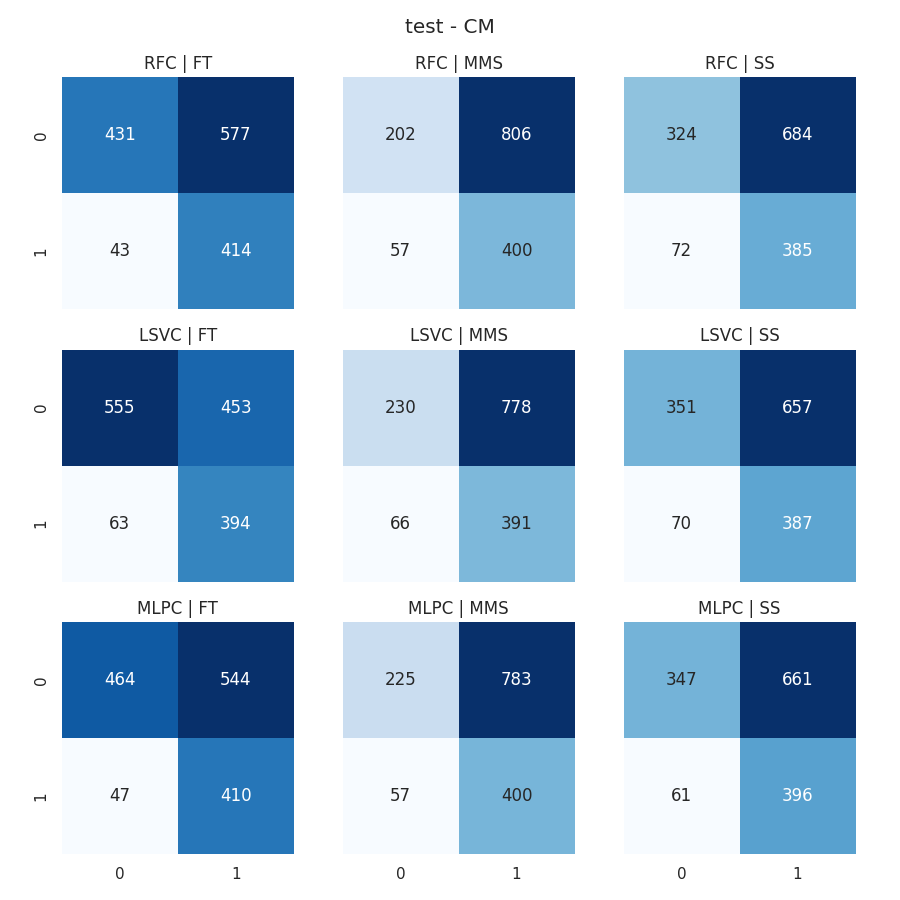 test - CM
RFC | FT RFC | MMS RFC | SS
0 431 577 202 806 324 684
1 43 414 57 400 72 385
LSVC | FT LSVC | MMS LSVC | SS
0 555 453 230 778 351 657
1 63 394 66 391 70 387
MLPC | FT MLPC | MMS MLPC | SS
0 464 544 225 783 347 661
1 47 410 57 400 61 396
0 1 0 1 0 1